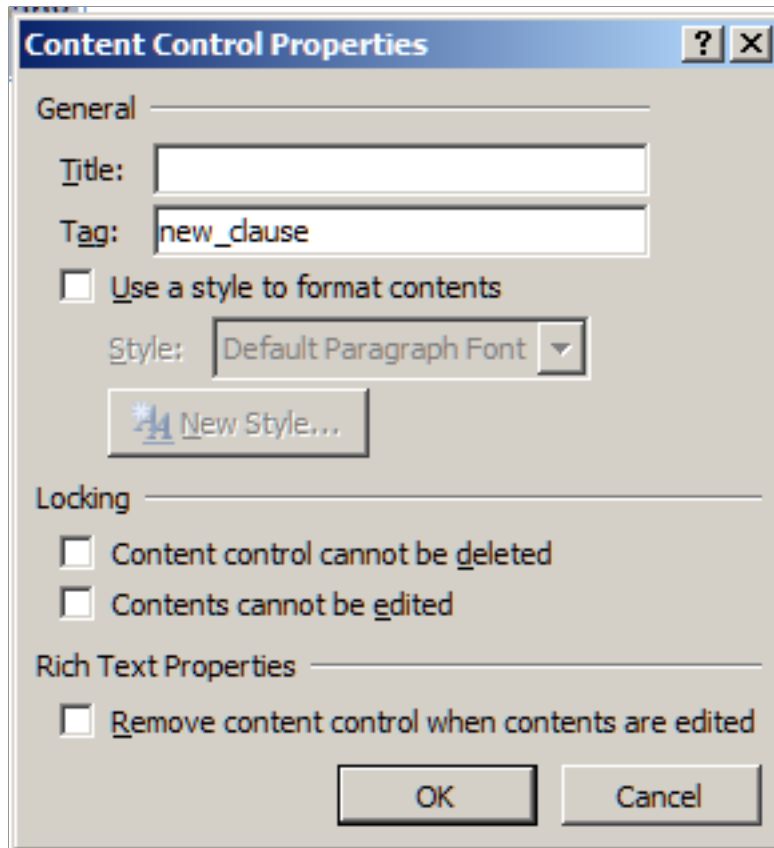 Content Control Properties
General
Title:
Tag: new_clause
Use a style to format contents
Style: Default Paragraph Font
New Style...
Locking
Content control cannot be deleted
Contents cannot be edited
Rich Text Properties
Remove content control when contents are edited
OK Cancel